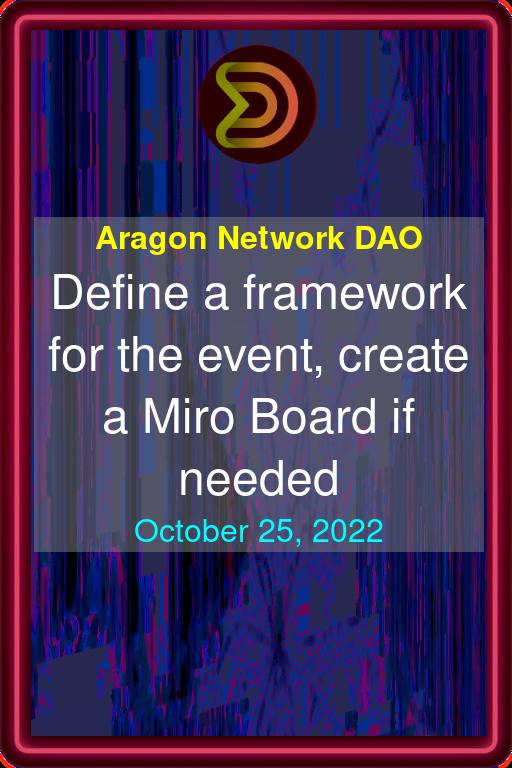 Aragon Network DAO
Define a framework
for the event, create
a Miro Board if
needed
October 25, 2022